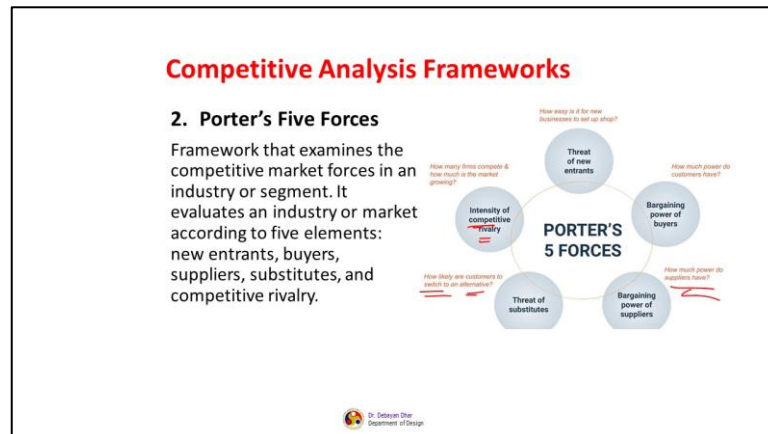 Competitive Analysis Frameworks
2. Porter's Five Forces
Framework that examines the
competitive market forces in an
industry or segment. It
evaluates an industry or market
according to five elements:
new entrants, buyers,
suppliers, substitutes, and
competitive rivalry.
How easy is it for new
businesses to set up shop?
Threat
of new
entrants
How many firms compete &
how much is the market
growing?
How much power do
customers have?
Intensity of
competitive
rivalry
Bargaining
power of
buyers
PORTER'S
5 FORCES
How likely are customers to
switch to an alternative?
How much power do
suppliers have?
Threat of
substitutes
Bargaining
power of
suppliers
Dr. Debayan Dhar
Department of Design